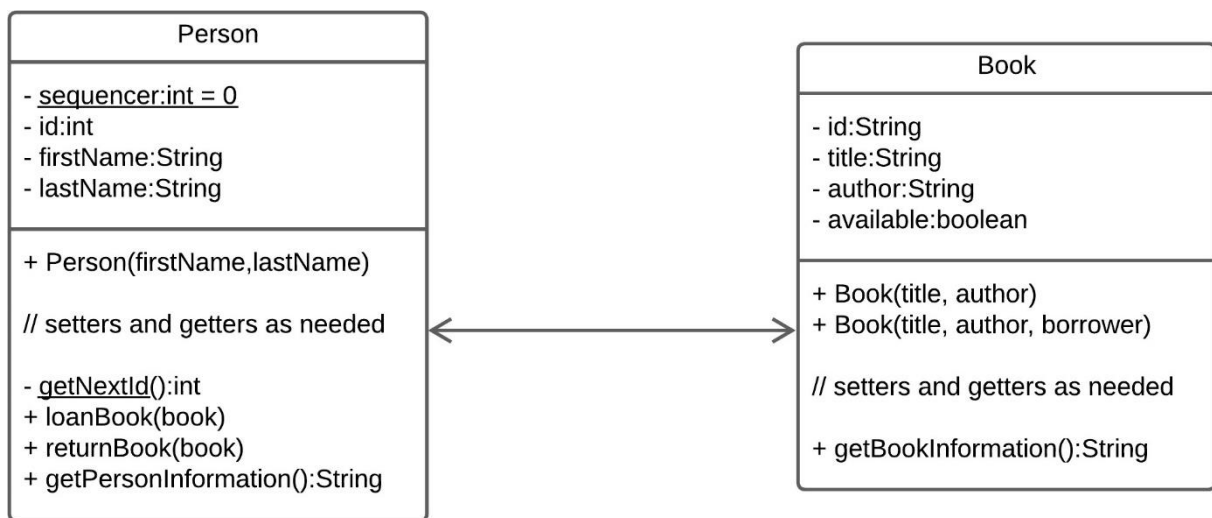 Person
- sequencer:int = 0
- id:int
- firstName:String
- lastName:String
+ Person(firstName,lastName)
// setters and getters as needed
- getNextId():int
+ loanBook(book)
+ returnBook(book)
+ getPersonInformation():String
Book
- id:String
- title:String
- author:String
- available:boolean
+ Book(title, author)
+ Book(title, author, borrower)
// setters and getters as needed
+ getBookInformation():String